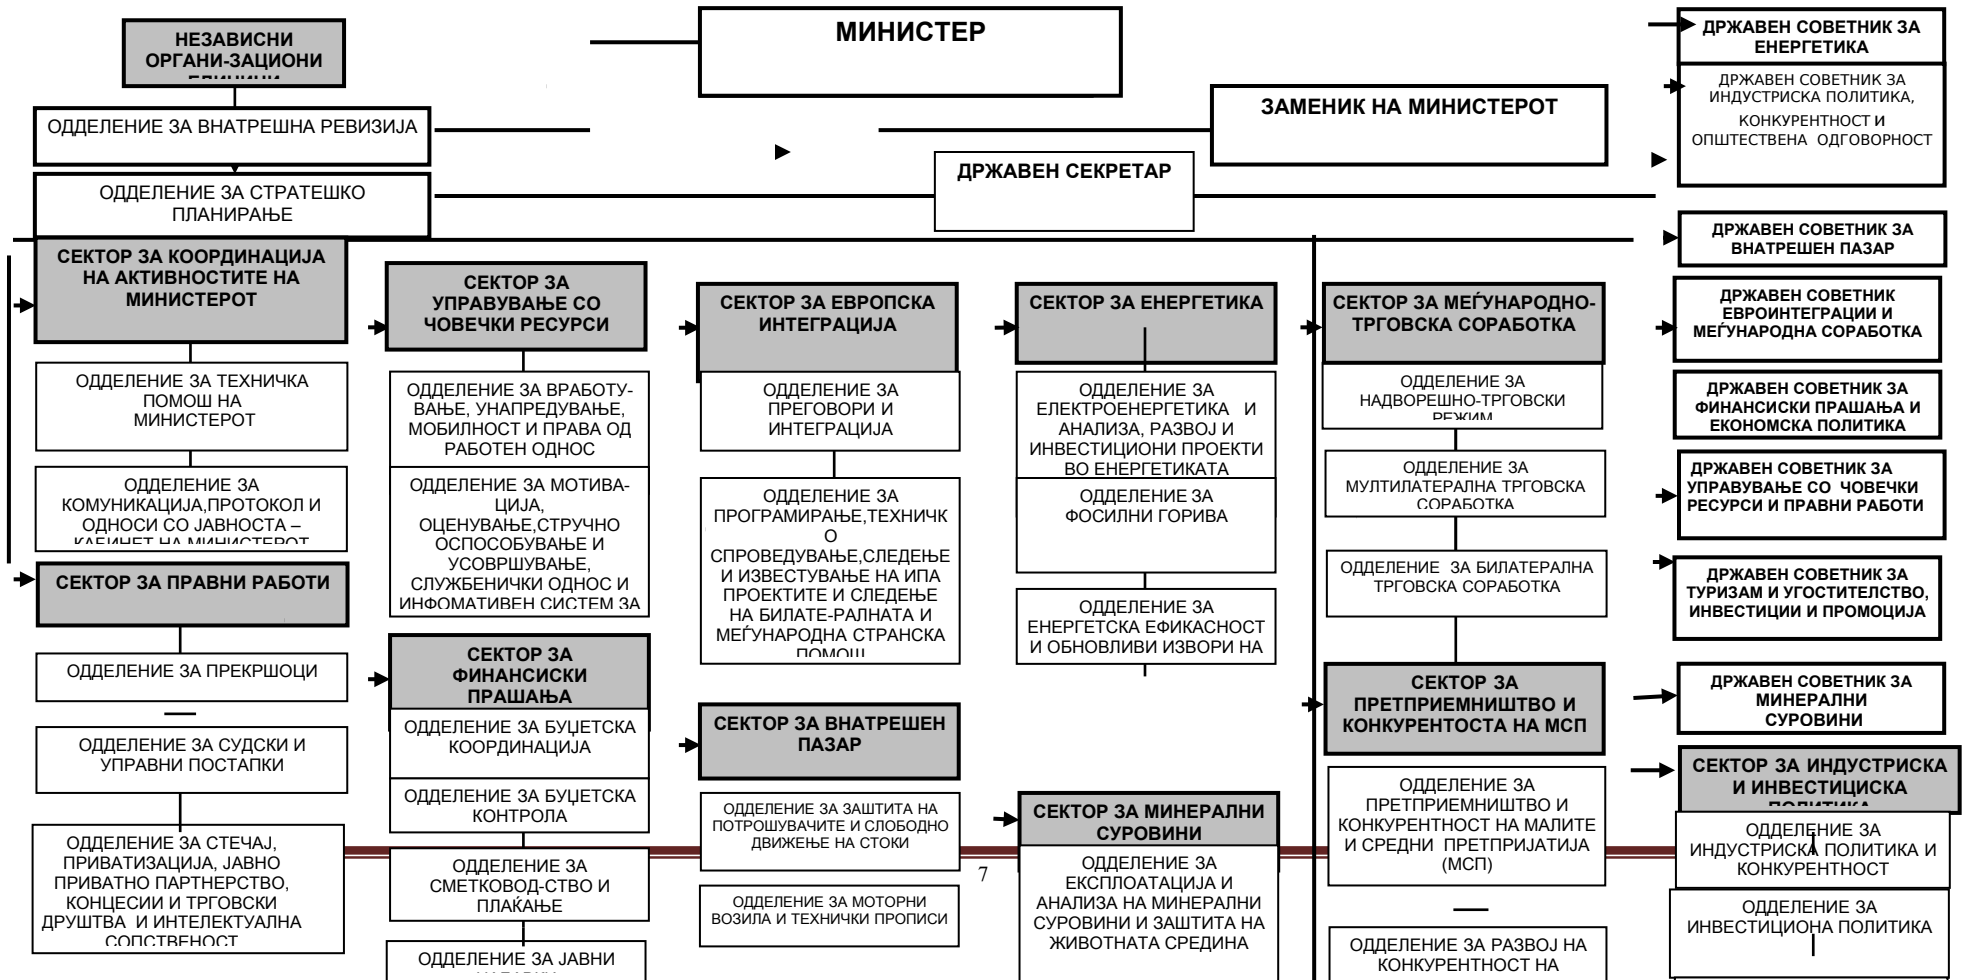 НЕЗАВИСНИ
ОРГАНИ-ЗАЦИОНИ
МИНИСТЕР
ЗАМЕНИК НА МИНИСТЕРОТ
ДРЖАВЕН СЕКРЕТАР
ОДДЕЛЕНИЕ ЗА ВНАТРЕШНА РЕВИЗИЈА
ОДДЕЛЕНИЕ ЗА СТРАТЕШКО
ПЛАНИРАЊЕ
СЕКТОР ЗА КООРДИНАЦИЈА
НА АКТИВНОСТИТЕ НА
МИНИСТЕРОТ
ОДДЕЛЕНИЕ ЗА ТЕХНИЧКА
ПОМОШ НА
МИНИСТЕРОТ
ОДДЕЛЕНИЕ ЗА
КОМУНИКАЦИЈА,ПРОТОКОЛ И
ОДНОСИ СО ЈАВНОСТА –
КАБИНЕТ НА МИНИСТЕРОТ
СЕКТОР ЗА ПРАВНИ РАБОТИ
ОДДЕЛЕНИЕ ЗА ПРЕКРШОЦИ
ОДДЕЛЕНИЕ ЗА СУДСКИ И
УПРАВНИ ПОСТАПКИ
ОДДЕЛЕНИЕ ЗА СТЕЧАЈ,
ПРИВАТИЗАЦИЈА, ЈАВНО
ПРИВАТНО ПАРТНЕРСТВО,
КОНЦЕСИИ И ТРГОВСКИ
ДРУШТВА И ИНТЕЛЕКТУАЛНА
СОПСТВЕНОСТ
СЕКТОР ЗА
УПРАВУВАЊЕ СО
ЧОВЕЧКИ РЕСУРСИ
ОДДЕЛЕНИЕ ЗА ВРАБОТУ-
ВАЊЕ, УНАПРЕДУВАЊЕ,
МОБИЛНОСТ И ПРАВА ОД
РАБОТЕН ОДНОС
ОДДЕЛЕНИЕ ЗА МОТИВА-
ЦИЈА,
ОЦЕНУВАЊЕ,СТРУЧНО
ОСПОСОБУВАЊЕ И
УСОВРШУВАЊЕ,
СЛУЖБЕНИЧКИ ОДНОС И
ИНФОМАТИВЕН СИСТЕМ ЗА
СЕКТОР ЗА
ФИНАНСИСКИ
ПРАШАЊА
ОДДЕЛЕНИЕ ЗА БУЏЕТСКА
КООРДИНАЦИЈА
ОДДЕЛЕНИЕ ЗА БУЏЕТСКА
КОНТРОЛА
ОДДЕЛЕНИЕ ЗА
СМЕТКОВОД-СТВО И
ПЛАЌАЊЕ
ОДДЕЛЕНИЕ ЗА ЈАВНИ
СЕКТОР ЗА ЕВРОПСКА
ИНТЕГРАЦИЈА
ОДДЕЛЕНИЕ ЗА
ПРЕГОВОРИ И
ИНТЕГРАЦИЈА
ОДДЕЛЕНИЕ ЗА
ПРОГРАМИРАЊЕ,ТЕХНИЧК
О
СПРОВЕДУВАЊЕ,СЛЕДЕЊЕ
И ИЗВЕСТУВАЊЕ НА ИПА
ПРОЕКТИТЕ И СЛЕДЕЊЕ
НА БИЛАТЕ-РАЛНАТА И
МЕЃУНАРОДНА СТРАНСКА
ПОМОШ
СЕКТОР ЗА ВНАТРЕШЕН
ПАЗАР
ОДДЕЛЕНИЕ ЗА ЗАШТИТА НА
ПОТРОШУВАЧИТЕ И СЛОБОДНО
ДВИЖЕЊЕ НА СТОКИ
ОДДЕЛЕНИЕ ЗА МОТОРНИ
ВОЗИЛА И ТЕХНИЧКИ ПРОПИСИ
7
СЕКТОР ЗА ЕНЕРГЕТИКА
ОДДЕЛЕНИЕ ЗА
ЕЛЕКТРОЕНЕРГЕТИКА И
АНАЛИЗА, РАЗВОЈ И
ИНВЕСТИЦИОНИ ПРОЕКТИ
ВО ЕНЕРГЕТИКАТА
ОДДЕЛЕНИЕ ЗА
ФОСИЛНИ ГОРИВА
ОДДЕЛЕНИЕ ЗА
ЕНЕРГЕТСКА ЕФИКАСНОСТ
И ОБНОВЛИВИ ИЗВОРИ НА
СЕКТОР ЗА МИНЕРАЛНИ
СУРОВИНИ
ОДДЕЛЕНИЕ ЗА
ЕКСПЛОАТАЦИЈА И
АНАЛИЗА НА МИНЕРАЛНИ
СУРОВИНИ И ЗАШТИТА НА
ЖИВОТНАТА СРЕДИНА
СЕКТОР ЗА МЕЃУНАРОДНО-
ТРГОВСКА СОРАБОТКА
ОДДЕЛЕНИЕ ЗА
НАДВОРЕШНО-ТРГОВСКИ
РЕЖИМ
ОДДЕЛЕНИЕ ЗА
МУЛТИЛАТЕРАЛНА ТРГОВСКА
СОРАБОТКА
ОДДЕЛЕНИЕ ЗА БИЛАТЕРАЛНА
ТРГОВСКА СОРАБОТКА
СЕКТОР ЗА
ПРЕТПРИЕМНИШТВО И
КОНКУРЕНТОСТА НА МСП
ОДДЕЛЕНИЕ ЗА
ПРЕТПРИЕМНИШТВО И
КОНКУРЕНТНОСТ НА МАЛИТЕ
И СРЕДНИ ПРЕТПРИЈАТИЈА
(МСП)
ОДДЕЛЕНИЕ ЗА РАЗВОЈ НА
КОНКУРЕНТНОСТ НА
ДРЖАВЕН СОВЕТНИК ЗА
ЕНЕРГЕТИКА
ДРЖАВЕН СОВЕТНИК ЗА
ИНДУСТРИСКА ПОЛИТИКА,
КОНКУРЕНТНОСТ И
ОПШТЕСТВЕНА ОДГОВОРНОСТ
ДРЖАВЕН СОВЕТНИК ЗА
ВНАТРЕШЕН ПАЗАР
ДРЖАВЕН СОВЕТНИК
ЕВРОИНТЕГРАЦИИ И
МЕЃУНАРОДНА СОРАБОТКА
ДРЖАВЕН СОВЕТНИК ЗА
ФИНАНСИСКИ ПРАШАЊА И
ЕКОНОМСКА ПОЛИТИКА
ДРЖАВЕН СОВЕТНИК ЗА
УПРАВУВАЊЕ СО ЧОВЕЧКИ
РЕСУРСИ И ПРАВНИ РАБОТИ
ДРЖАВЕН СОВЕТНИК ЗА
ТУРИЗАМ И УГОСТИТЕЛСТВО,
ИНВЕСТИЦИИ И ПРОМОЦИЈА
ДРЖАВЕН СОВЕТНИК ЗА
МИНЕРАЛНИ
СУРОВИНИ
СЕКТОР ЗА ИНДУСТРИСКА
И ИНВЕСТИЦИСКА
ПОЛИТИКА
ОДДЕЛЕНИЕ ЗА
ИНДУСТРИСКА ПОЛИТИКА И
КОНКУРЕНТНОСТ
ОДДЕЛЕНИЕ ЗА
ИНВЕСТИЦИОНА ПОЛИТИКА